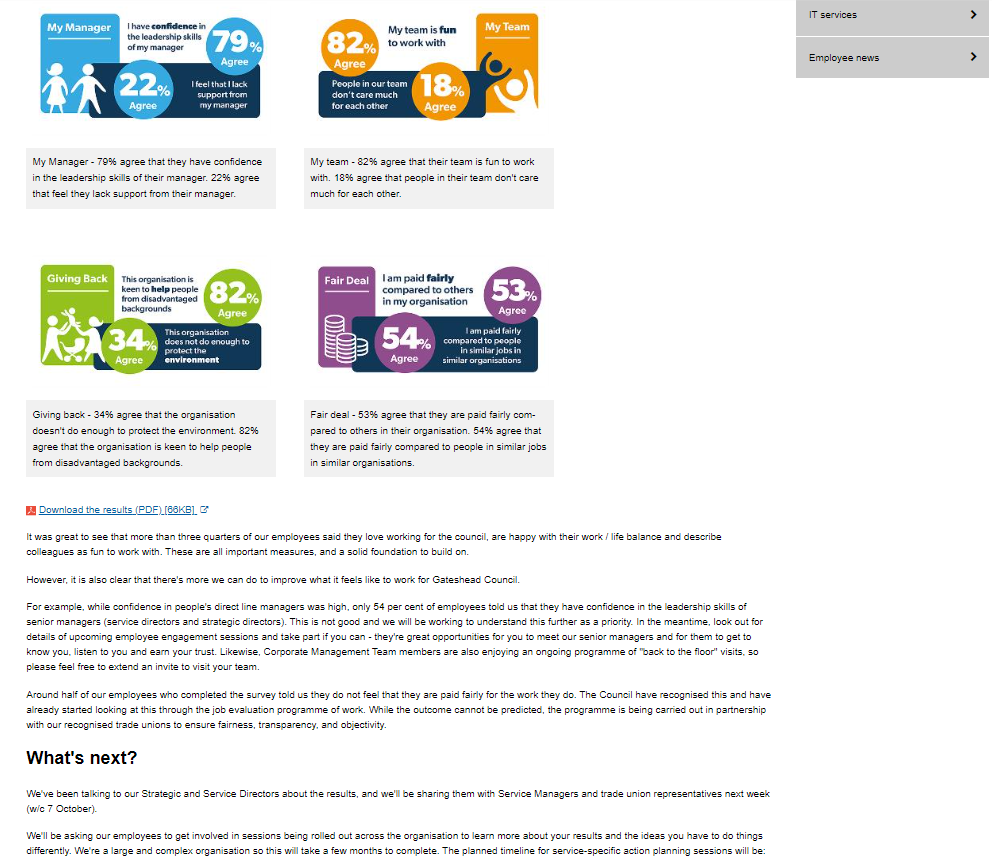 My Manager
I have confidence in
the leadership skills
of my manager
79%
Agree
22%
Agree
I feel that I lack
support from
my manager
82%
Agree
My team is fun
to work with
My Team
People in our team
don't care much
for each other
18%
Agree
IT services
Employee news
My Manager - 79% agree that they have confidence
in the leadership skills of their manager. 22% agree
that feel they lack support from their manager.
My team - 82% agree that their team is fun to work
with. 18% agree that people in their team don't care
much for each other.
Giving Back
This organisation is
keen to help people
from disadvantaged
backgrounds
82%
Agree
34%
Agree
This organisation
does not do enough to
protect the
environment
Fair Deal
I am paid fairly
compared to others
in my organisation
53%
Agree
54%
Agree
I am paid fairly
compared to people
in similar jobs in
similar organisations
Giving back - 34% agree that the organisation
doesn't do enough to protect the environment. 82%
agree that the organisation is keen to help people
from disadvantaged backgrounds.
Fair deal - 53% agree that they are paid fairly com-
pared to others in their organisation. 54% agree that
they are paid fairly compared to people in similar jobs
in similar organisations.
Download the results (PDF) [66KB]
It was great to see that more than three quarters of our employees said they love working for the council, are happy with their work / life balance and describe
colleagues as fun to work with. These are all important measures, and a solid foundation to build on.
However, it is also clear that there's more we can do to improve what it feels like to work for Gateshead Council.
For example, while confidence in people's direct line managers was high, only 54 per cent of employees told us that they have confidence in the leadership skills of
senior managers (service directors and strategic directors). This is not good and we will be working to understand this further as a priority. In the meantime, look out for
details of upcoming employee engagement sessions and take part if you can - they're great opportunities for you to meet our senior managers and for them to get to
know you, listen to you and earn your trust. Likewise, Corporate Management Team members are also enjoying an ongoing programme of "back to the floor" visits, so
please feel free to extend an invite to visit your team.
Around half of our employees who completed the survey told us they do not feel that they are paid fairly for the work they do. The Council have recognised this and have
already started looking at this through the job evaluation programme of work. While the outcome cannot be predicted, the programme is being carried out in partnership
with our recognised trade unions to ensure fairness, transparency, and objectivity.
What's next?
We've been talking to our Strategic and Service Directors about the results, and we'll be sharing them with Service Managers and trade union representatives next week
(w/c 7 October).
We'll be asking our employees to get involved in sessions being rolled out across the organisation to learn more about your results and the ideas you have to do things
differently. We're a large and complex organisation so this will take a few months to complete. The planned timeline for service-specific action planning sessions will be: